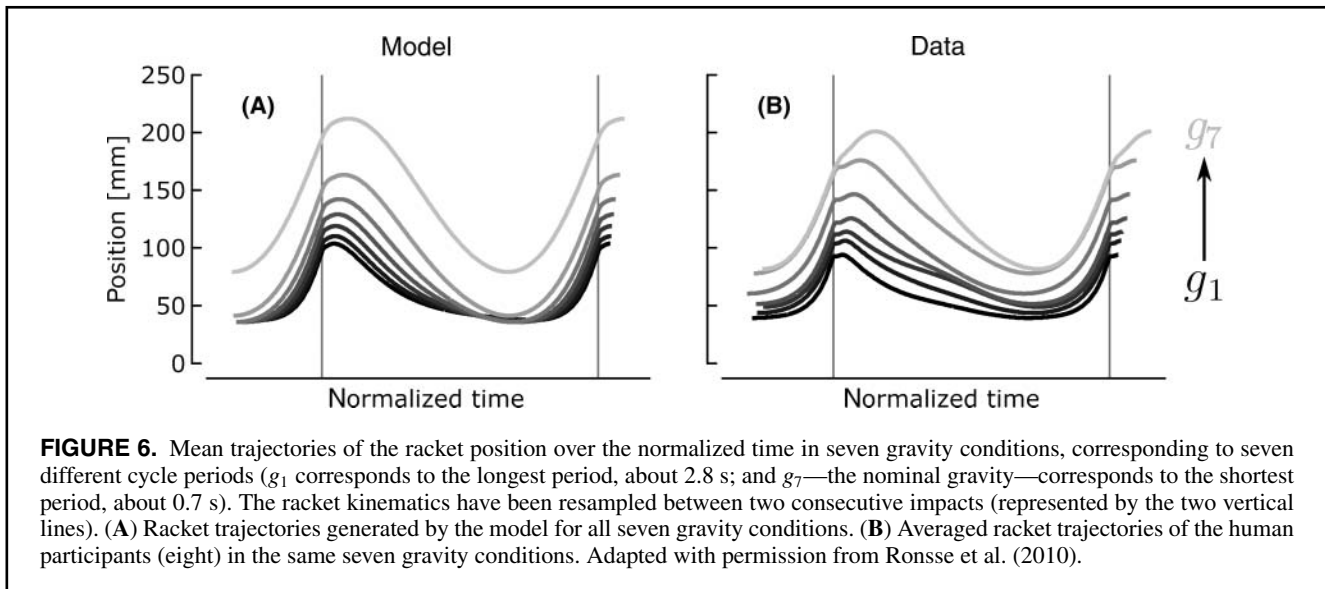 Model
Data
250
200
150
100
50
0
Position [mm]
(A)
(B)
g7
g1
Normalized time
Normalized time
FIGURE 6. Mean trajectories of the racket position over the normalized time in seven gravity conditions, corresponding to seven
different cycle periods (g1 corresponds to the longest period, about 2.8 s; and g7—the nominal gravity—corresponds to the shortest
period, about 0.7 s). The racket kinematics have been resampled between two consecutive impacts (represented by the two vertical
lines). (A) Racket trajectories generated by the model for all seven gravity conditions. (B) Averaged racket trajectories of the human
participants (eight) in the same seven gravity conditions. Adapted with permission from Ronsse et al. (2010).